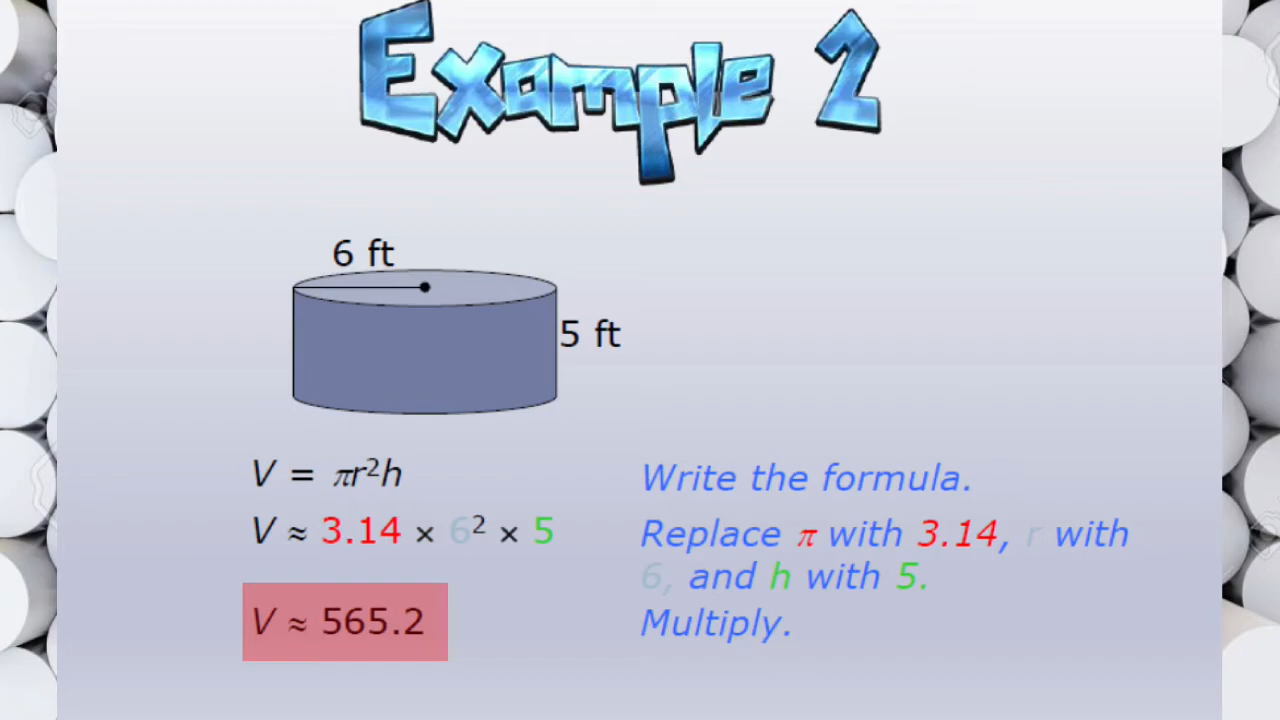 Example 2
6 ft
5 ft
V = πr²h
Write the formula.
V ≈ 3.14 × 6² × 5
Replace π with 3.14, r with
6, and h with 5.
V ≈ 565.2
Multiply.